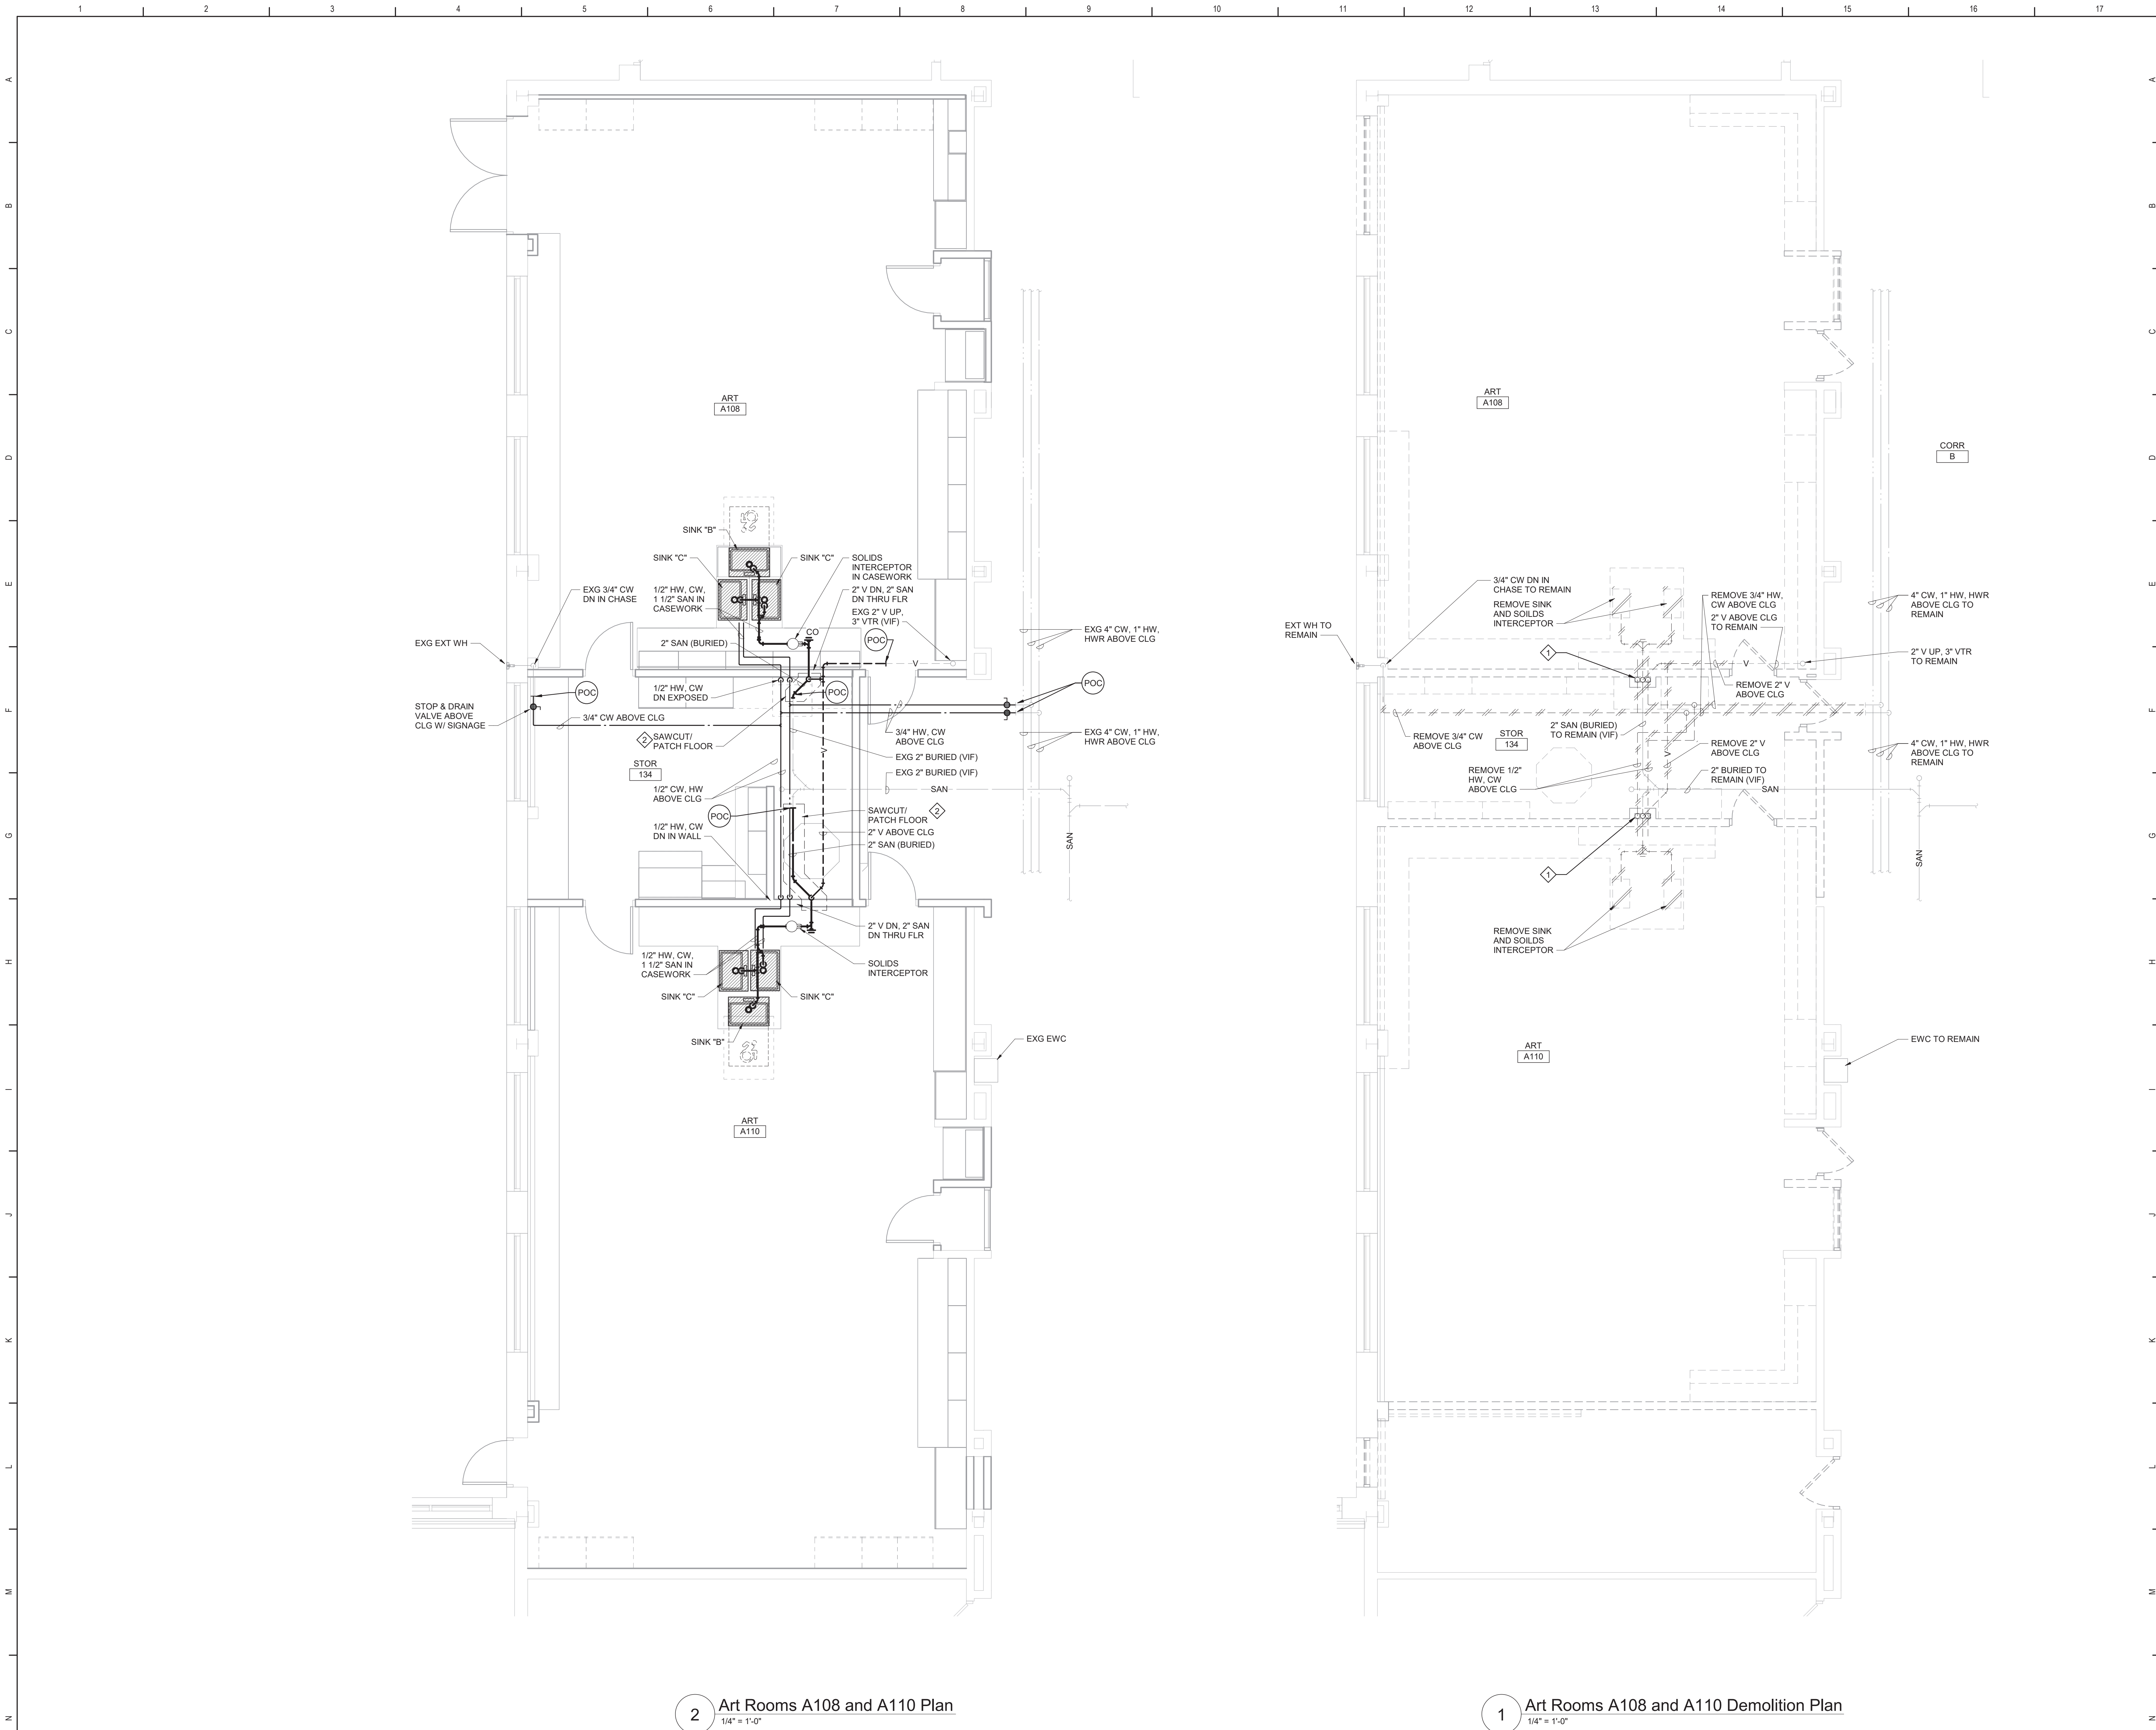 1 2 3 4 5 6 7 8 9 10 11 12 13 14 15 16 17
A
B
C
D
E
F
G
H
I
J
K
L
M
N
A
B
C
D
E
F
G
H
I
J
K
L
M
N
ART
A108
SINK "B"
SINK "C"
SINK "C"
SOLIDS
INTERCEPTOR
IN CASEWORK
EXG 3/4" CW
DN IN CHASE
1/2" HW, CW,
1 1/2" SAN IN
CASEWORK
2" V DN, 2" SAN
DN THRU FLR
EXG 2" V UP,
3" VTR (VIF)
CO
POC
EXG 4" CW, 1" HW,
HWR ABOVE CLG
EXG EXT WH
2" SAN (BURIED)
V
POC
1/2" HW, CW
DN EXPOSED
POC
POC
STOP & DRAIN
VALVE ABOVE
CLG W/ SIGNAGE
3/4" CW ABOVE CLG
2
SAWCUT/
PATCH FLOOR
3/4" HW, CW
ABOVE CLG
EXG 4" CW, 1" HW,
HWR ABOVE CLG
V
EXG 2" BURIED (VIF)
STOR
134
EXG 2" BURIED (VIF)
1/2" CW, HW
ABOVE CLG
SAN
POC
SAWCUT/
PATCH FLOOR
2
1/2" HW, CW
DN IN WALL
2" V ABOVE CLG
2" SAN (BURIED)
SAN
2" V DN, 2" SAN
DN THRU FLR
1/2" HW, CW,
1 1/2" SAN IN
CASEWORK
SOLIDS
INTERCEPTOR
SINK "C"
SINK "C"
SINK "B"
EXG EWC
ART
A110
2
Art Rooms A108 and A110 Plan
1/4" = 1'-0"
ART
A108
CORR
B
3/4" CW DN IN
CHASE TO REMAIN
REMOVE SINK
AND SOILDS
INTERCEPTOR
REMOVE 3/4" HW,
CW ABOVE CLG
2" V ABOVE CLG
TO REMAIN
4" CW, 1" HW, HWR
ABOVE CLG TO
REMAIN
EXT WH TO
REMAIN
1
V
2" V UP, 3" VTR
TO REMAIN
REMOVE 2" V
ABOVE CLG
2" SAN (BURIED)
TO REMAIN (VIF)
REMOVE 3/4" CW
ABOVE CLG
STOR
134
V
REMOVE 2" V
ABOVE CLG
4" CW, 1" HW, HWR
ABOVE CLG TO
REMAIN
REMOVE 1/2"
HW, CW
ABOVE CLG
2" BURIED TO
REMAIN (VIF)
SAN
SAN
1
REMOVE SINK
AND SOILDS
INTERCEPTOR
EWC TO REMAIN
ART
A110
1
Art Rooms A108 and A110 Demolition Plan
1/4" = 1'-0"